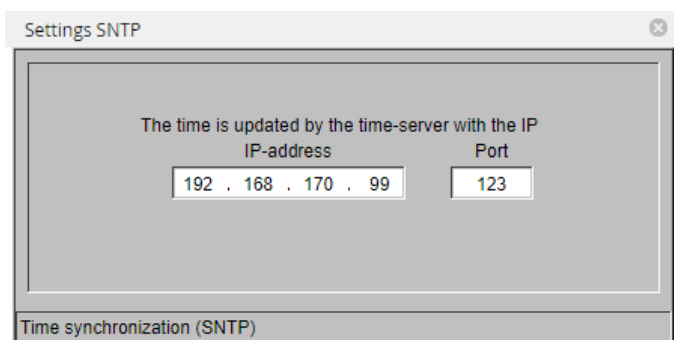 Settings SNTP
The time is updated by the time-server with the IP
IP-address Port
192 . 168 . 170 . 99 123
Time synchronization (SNTP)